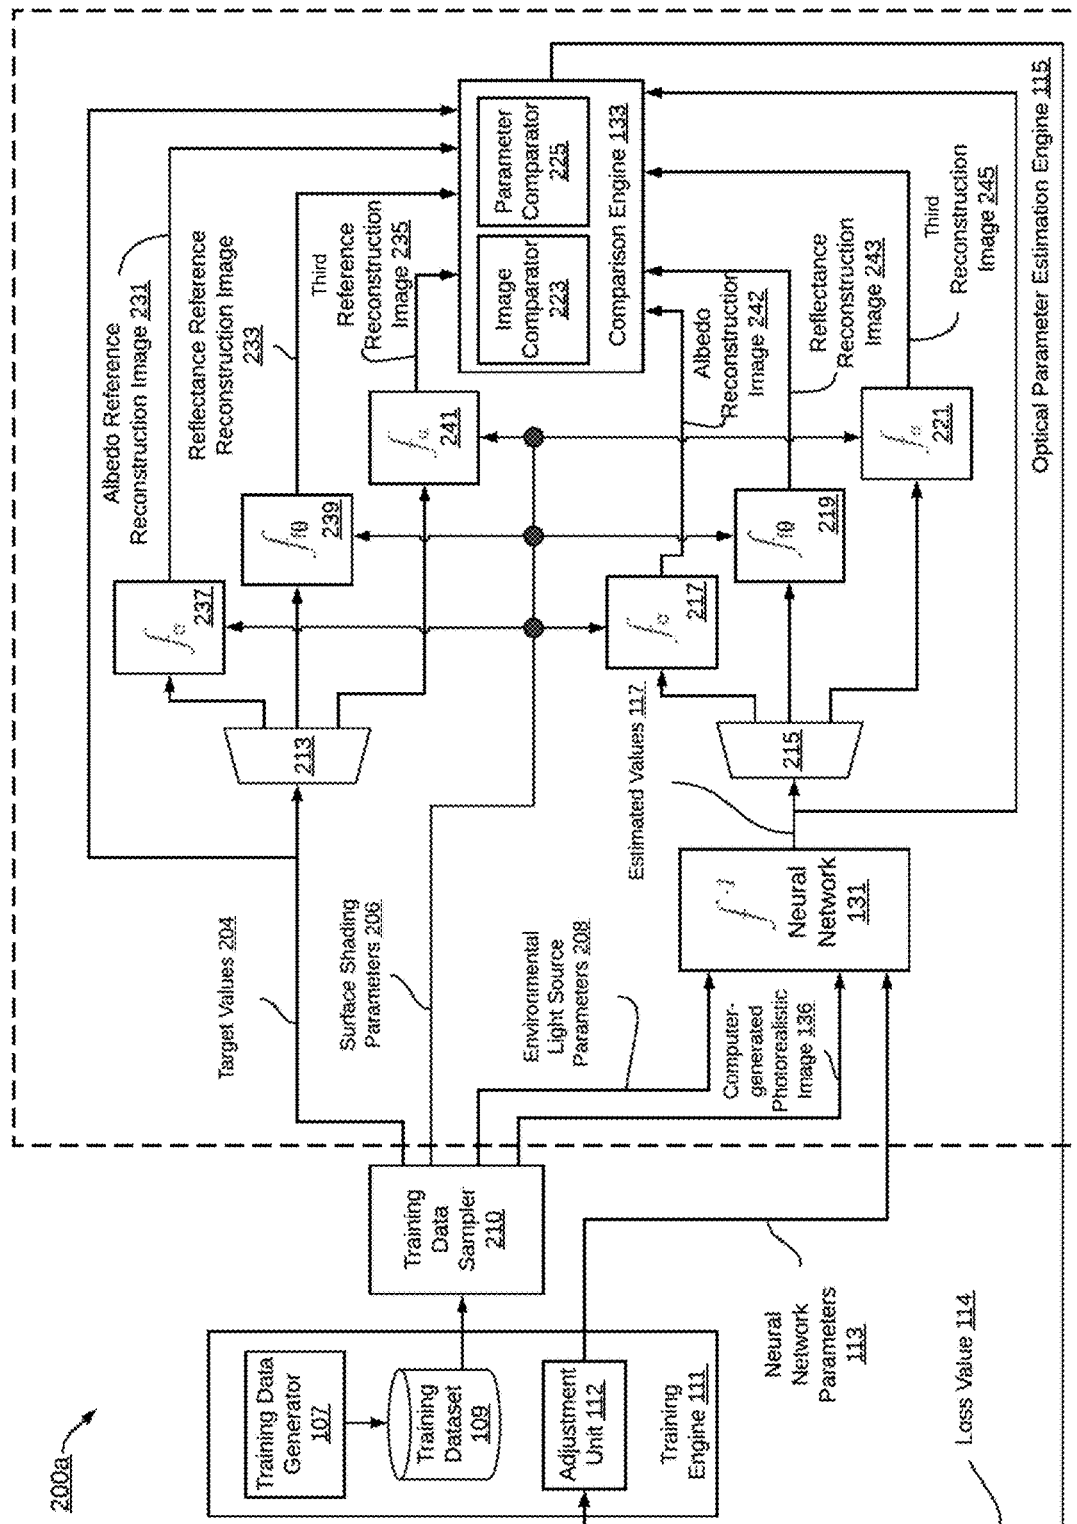 200a
Training Data
Generator
107
Training
Dataset
109
Adjustment
Unit 112
Training
Engine 111
Training
Data
Sampler
210
Neural
Network
Parameters
113
Loss Value 114
Target Values 204
Surface Shading
Parameters 206
Environmental
Light Source
Parameters 208
Computer-
generated
Photorealistic
Image 136
f⁻¹
Neural
Network
131
Estimated Values 117
213
215
237
239
241
217
219
221
Albedo Reference
Reconstruction Image 231
Reflectance Reference
Reconstruction Image
233
Third
Reference
Reconstruction
Image 235
Albedo
Reconstruction
Image 242
Reflectance
Reconstruction
Image 243
Third
Reconstruction
Image 245
Image
Comparator
223
Parameter
Comparator
225
Comparison Engine 133
Optical Parameter Estimation Engine 115